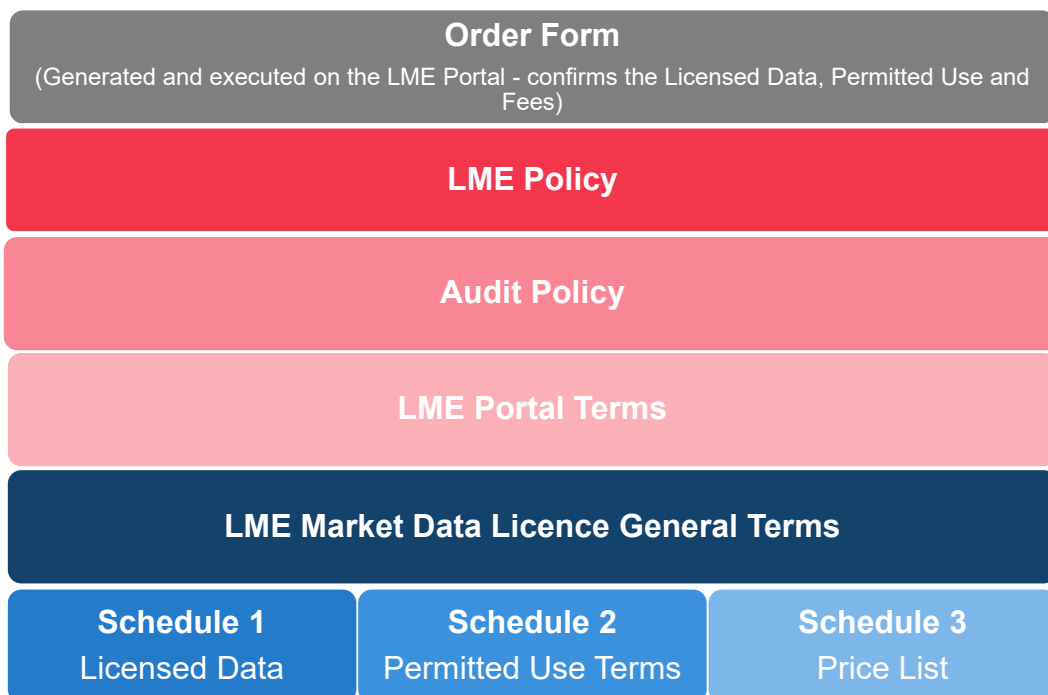 Order Form
(Generated and executed on the LME Portal - confirms the Licensed Data, Permitted Use and
Fees)
LME Policy
Audit Policy
LME Portal Terms
LME Market Data Licence General Terms
Schedule 1
Licensed Data
Schedule 2
Permitted Use Terms
Schedule 3
Price List